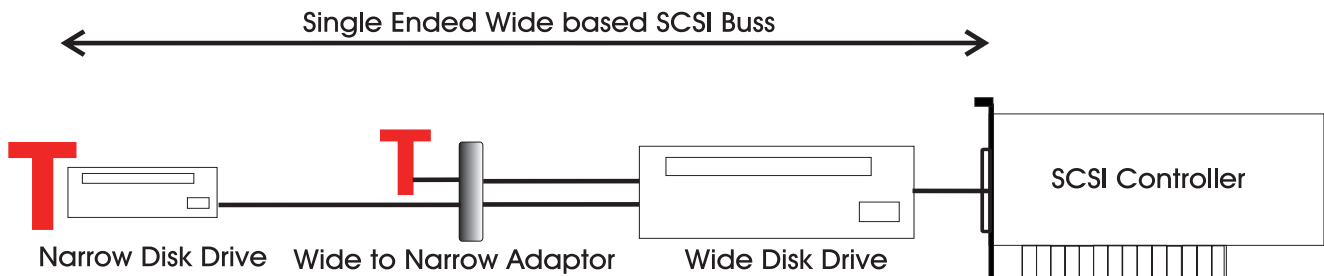 Single Ended Wide based SCSI Buss
T
T
SCSI Controller
Narrow Disk Drive
Wide to Narrow Adaptor
Wide Disk Drive